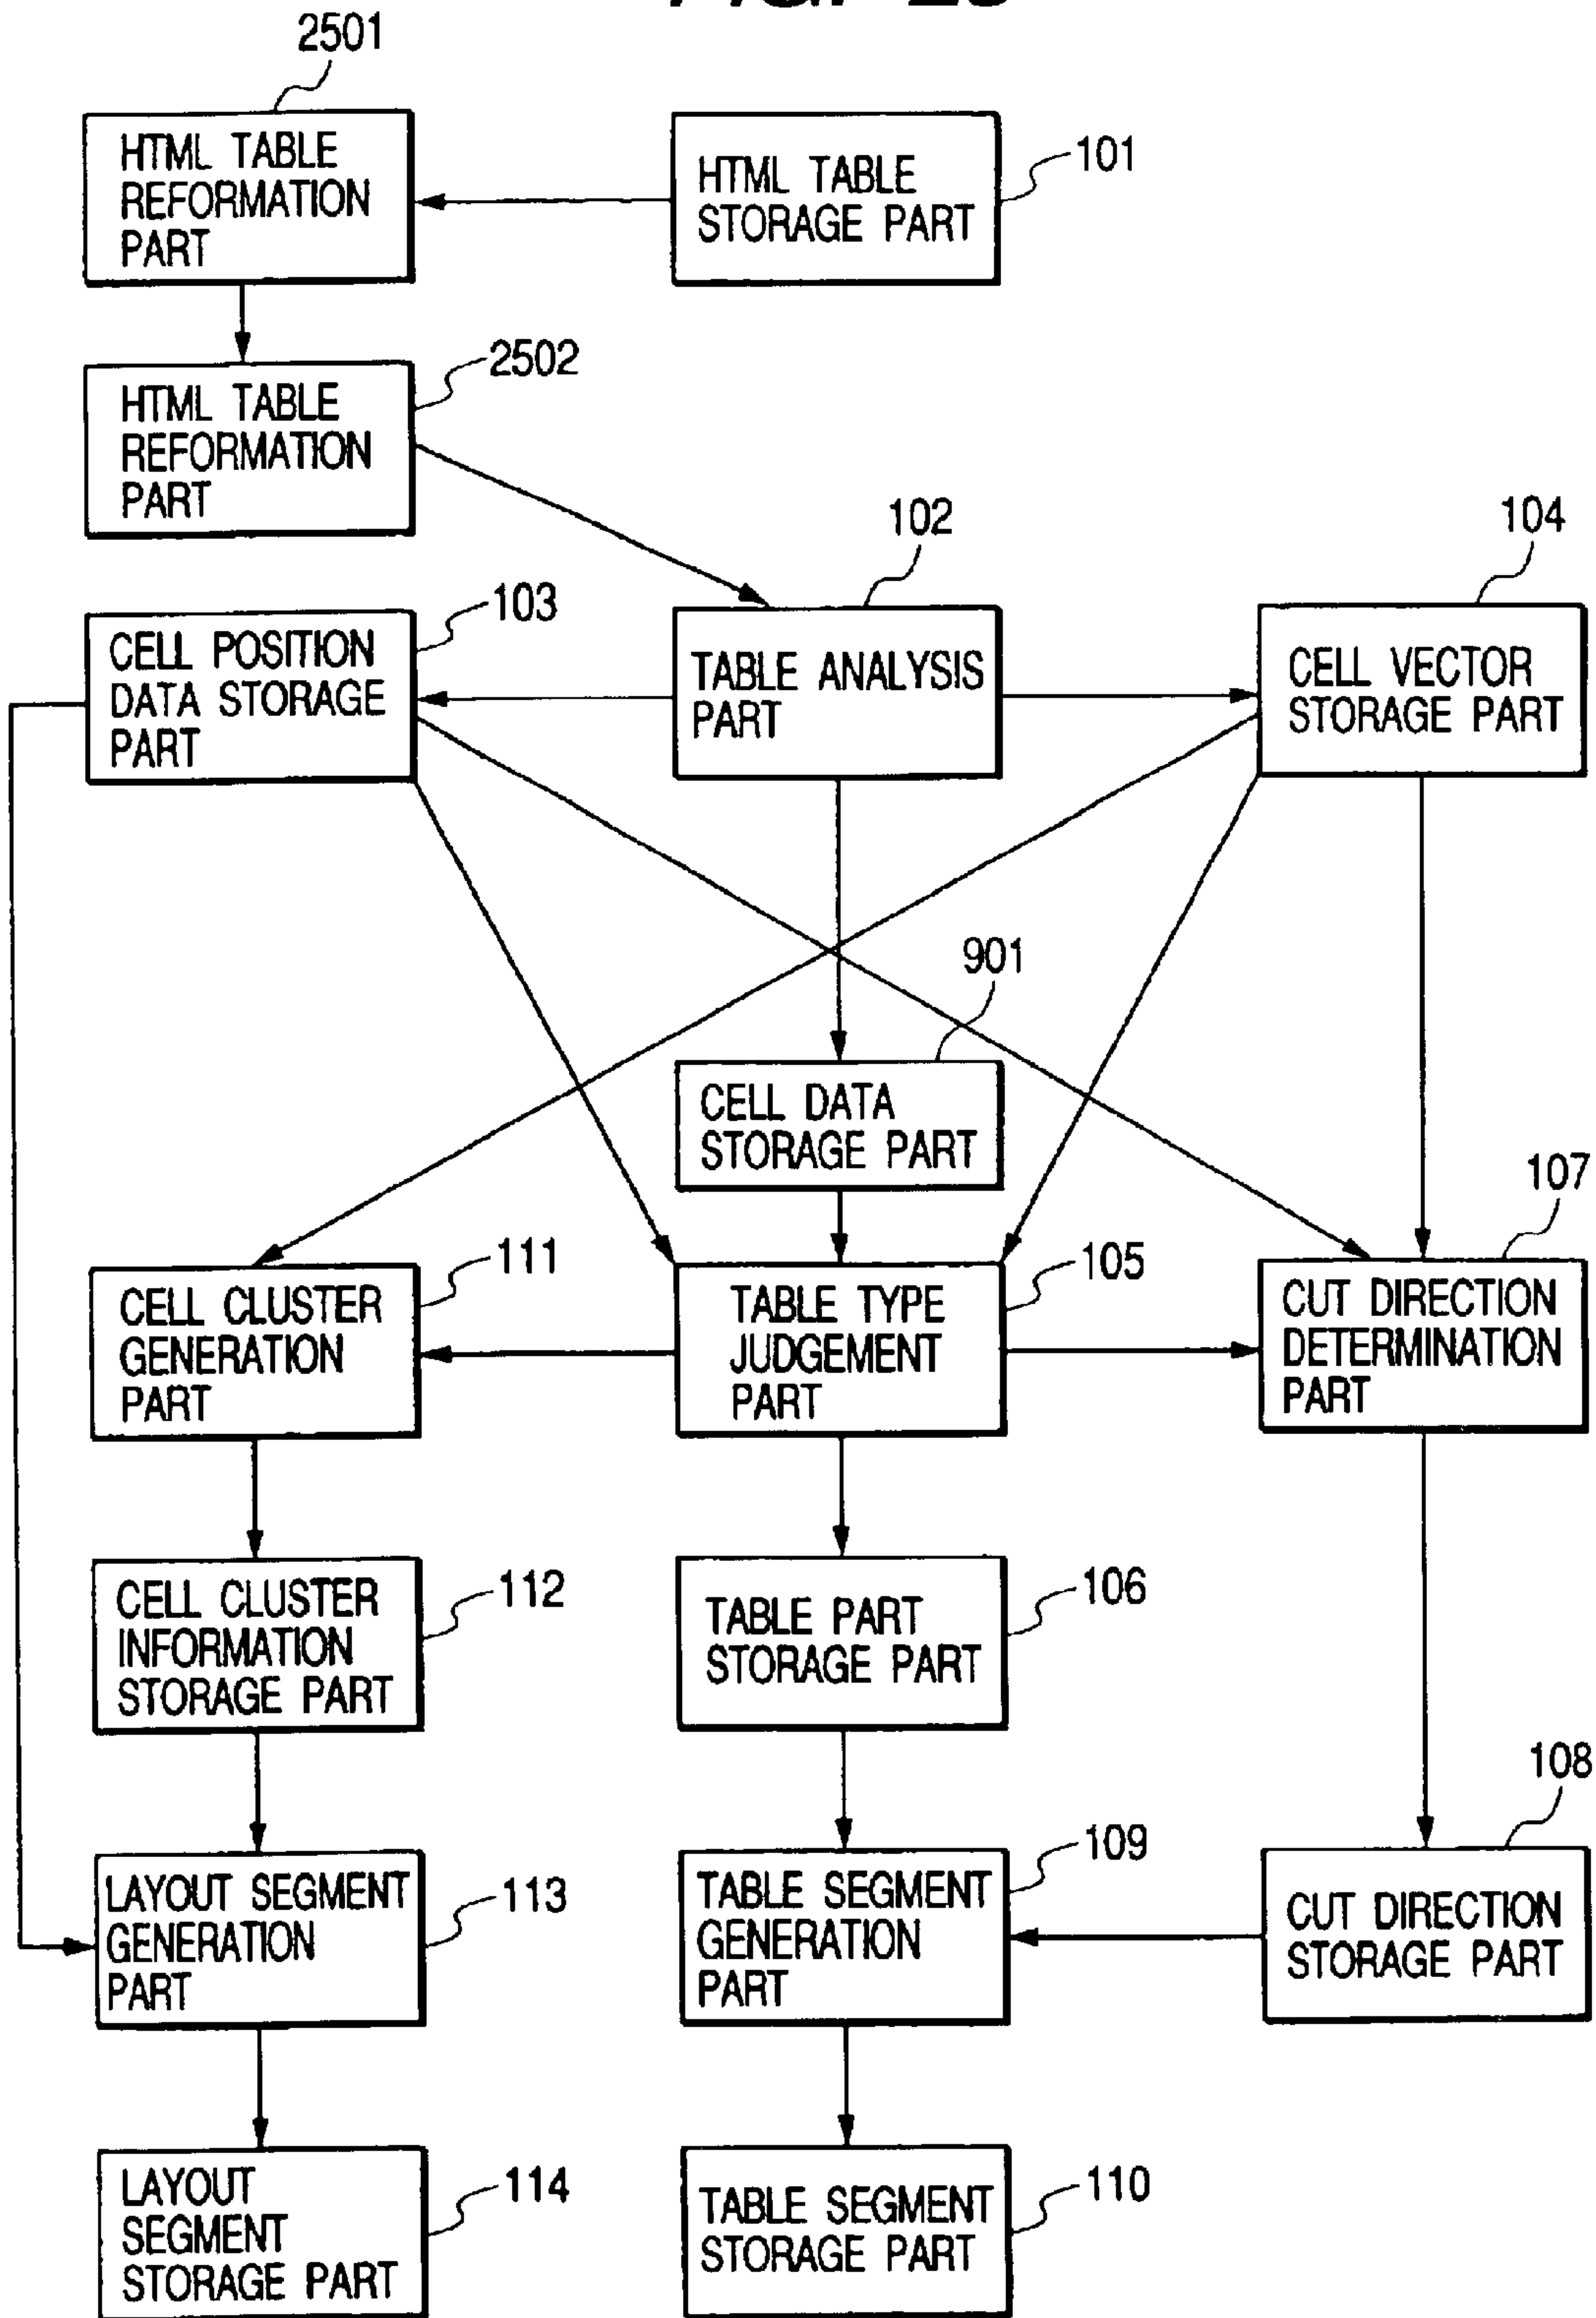 2501
HTML TABLE
REFORMATION
PART
HTML TABLE
STORAGE PART
101
HTML TABLE
REFORMATION
PART
2502
102
104
103
CELL POSITION
DATA STORAGE
PART
TABLE ANALYSIS
PART
CELL VECTOR
STORAGE PART
901
CELL DATA
STORAGE PART
107
111
CELL CLUSTER
GENERATION
PART
TABLE TYPE
JUDGEMENT
PART
105
CUT DIRECTION
DETERMINATION
PART
CELL CLUSTER
INFORMATION
STORAGE PART
112
TABLE PART
STORAGE PART
106
108
LAYOUT SEGMENT
GENERATION
PART
113
TABLE SEGMENT
GENERATION
PART
109
CUT DIRECTION
STORAGE PART
LAYOUT
SEGMENT
STORAGE PART
114
TABLE SEGMENT
STORAGE PART
110